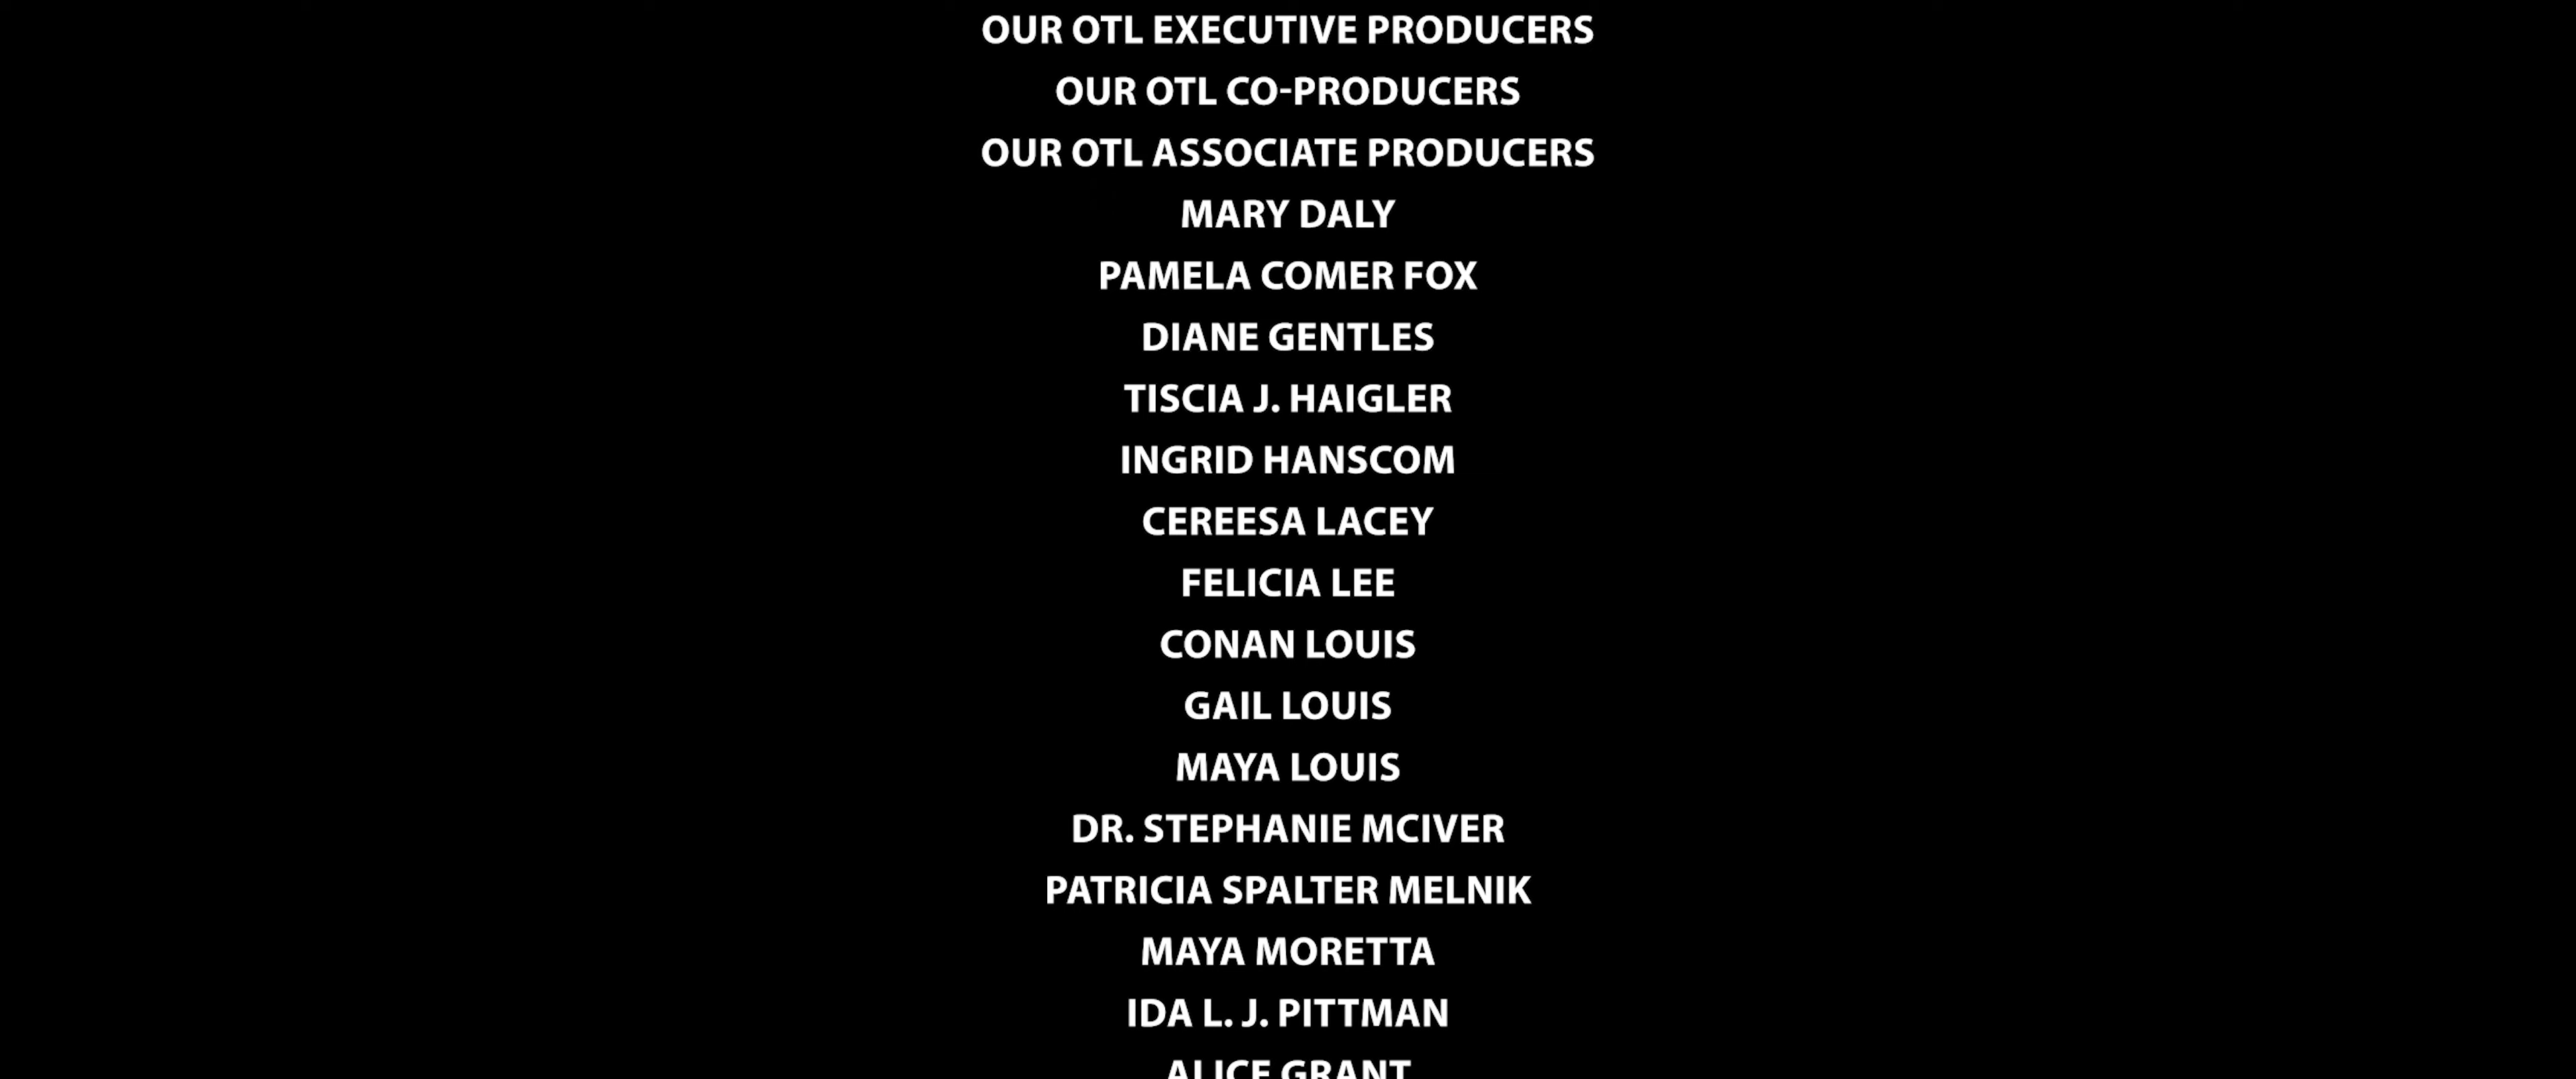 OUR OTL EXECUTIVE PRODUCERS
OUR OTL CO-PRODUCERS
OUR OTL ASSOCIATE PRODUCERS
MARY DALY
PAMELA COMER FOX
DIANE GENTLES
TISCIA J. HAIGLER
INGRID HANSCOM
CEREESA LACEY
FELICIA LEE
CONAN LOUIS
GAIL LOUIS
MAYA LOUIS
DR. STEPHANIE MCIVER
PATRICIA SPALTER MELNIK
MAYA MORETTA
IDA L. J. PITTMAN
ALICE GRANT